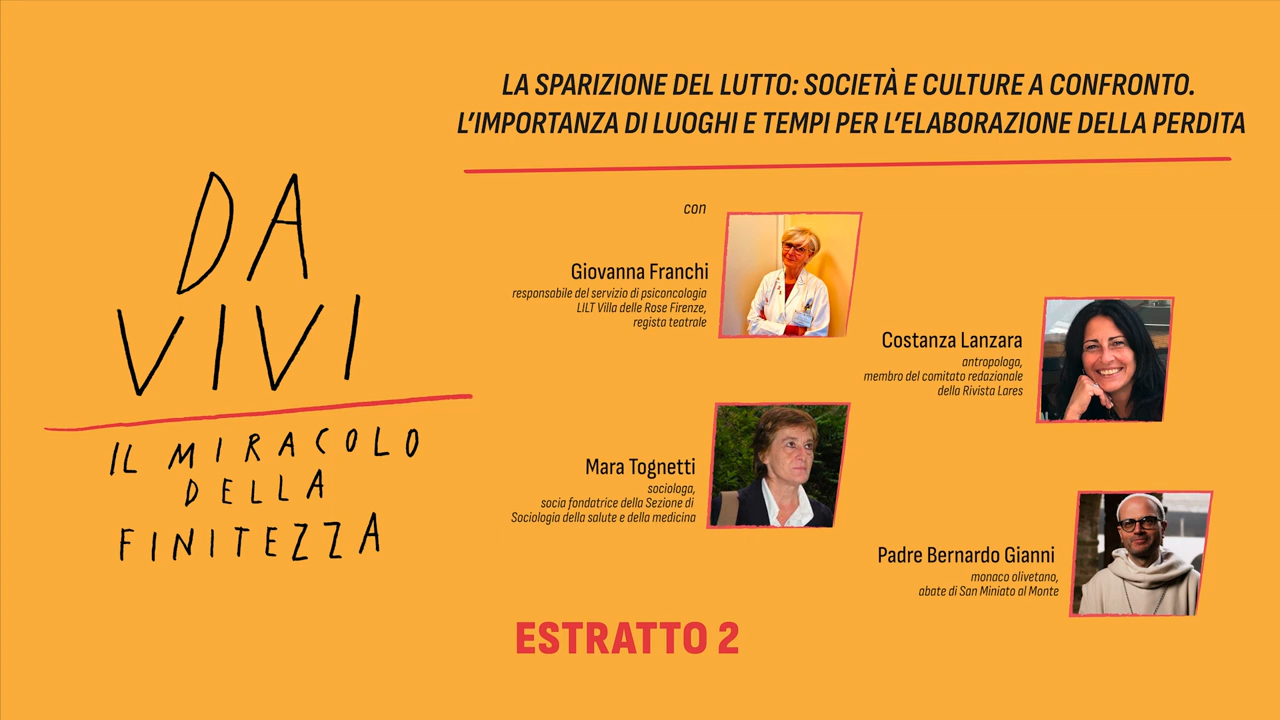 LA SPARIZIONE DEL LUTTO: SOCIETÀ E CULTURE A CONFRONTO.
L'IMPORTANZA DI LUOGHI E TEMPI PER L'ELABORAZIONE DELLA PERDITA
DA
VIVI
IL MIRACOLO
DELLA
FINITEZZA
con
Giovanna Franchi
responsabile del servizio di psiconcologia
LILT Villa delle Rose Firenze,
regista teatrale
Costanza Lanzara
antropologa,
membro del comitato redazionale
della Rivista Lares
Mara Tognetti
sociologa,
socia fondatrice della Sezione di
Sociologia della salute e della medicina
Padre Bernardo Gianni
monaco olivetano,
abate di San Miniato al Monte
ESTRATTO 2